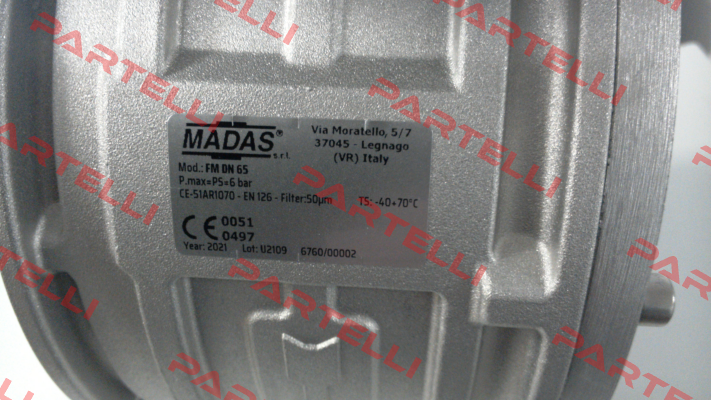 MADAS®
s.r.l.
Via Moratello, 5/7
37045 - Legnago
(VR) Italy
Mod.: FM DN 65
P.max=PS=6 bar
CE-51AR1070 - EN 126 - Filter:50µm TS: -40+70°C
CE 0051
0497
Year: 2021 Lot: U2109 6760/00002
PARTELLI
PARTELLI
PARTELLI
PARTELLI
PARTELLI
PARTELLI
PARTELLI
PARTELLI
PARTELLI